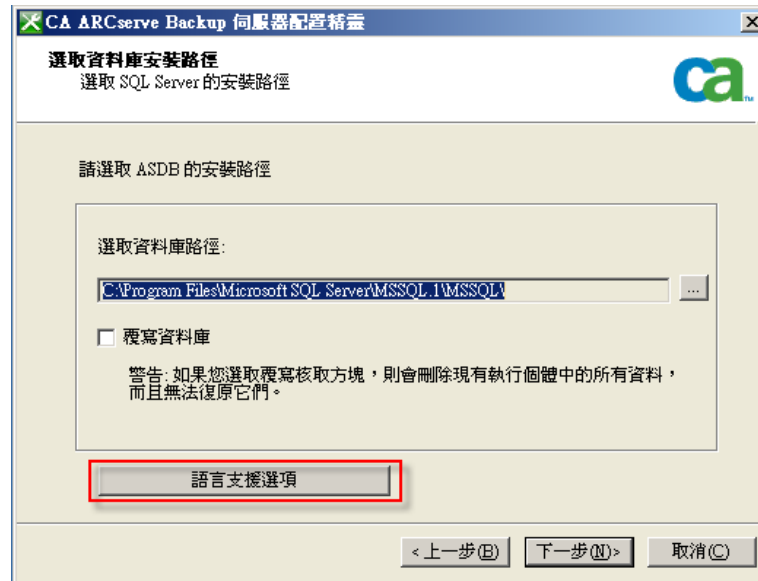 CA ARCserve Backup 伺服器配置精靈
選取資料庫安裝路徑
選取 SQL Server 的安裝路徑
ca™
請選取 ASDB 的安裝路徑
選取資料庫路徑:
C:\Program Files\Microsoft SQL Server\MSSQL.1\MSSQL\
...
覆寫資料庫
警告: 如果您選取覆寫核取方塊，則會刪除現有執行個體中的所有資料，
而且無法復原它們。
語言支援選項
<上一步(B) 下一步(N)> 取消(C)